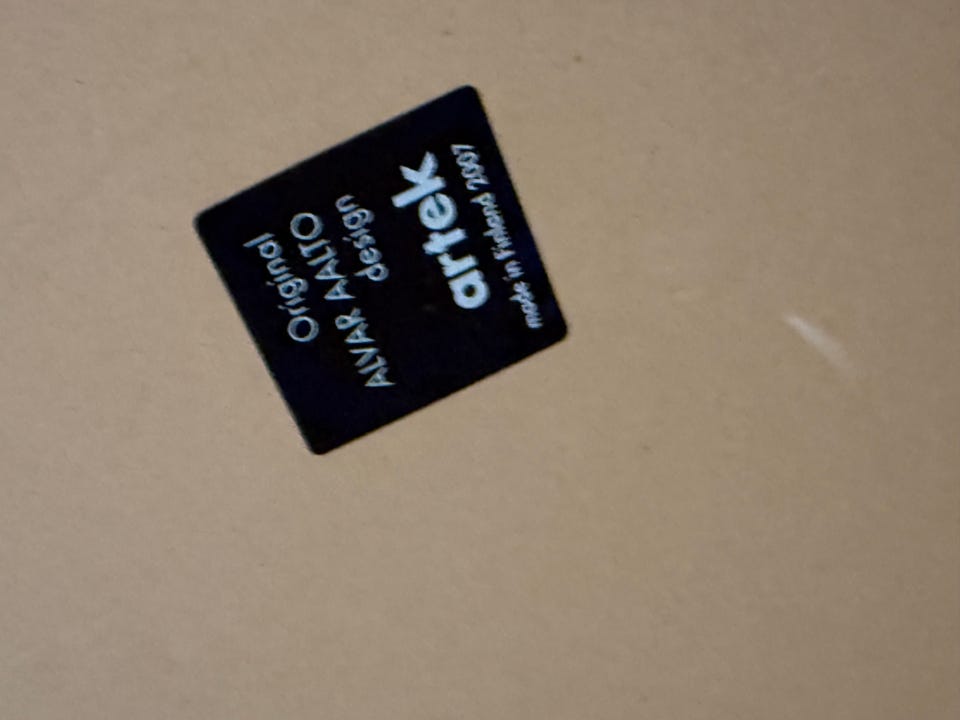 Original
ALVAR AALTO
design
artek
made in Finland 2007